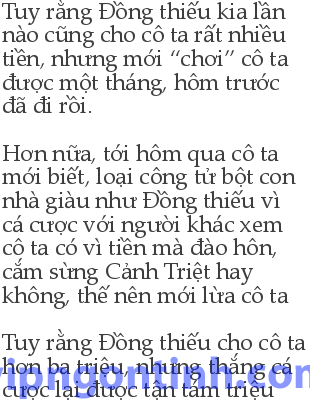 Tuy rằng Đồng thiếu kia lần
nào cũng cho cô ta rất nhiều
tiền, nhưng mới “chơi” cô ta
được một tháng, hôm trước
đã đi rồi.
Hơn nữa, tới hôm qua cô ta
mới biết, loại công tử bột con
nhà giàu như Đồng thiếu vì
cá cược với người khác xem
cô ta có vì tiền mà đào hôn,
cắm sừng Cảnh Triệt hay
không, thế nên mới lừa cô ta
Tuy rằng Đồng thiếu cho cô ta
hơn ba triệu, nhưng thắng cá
cược lại được tận tám triệu
vipngontinh.com